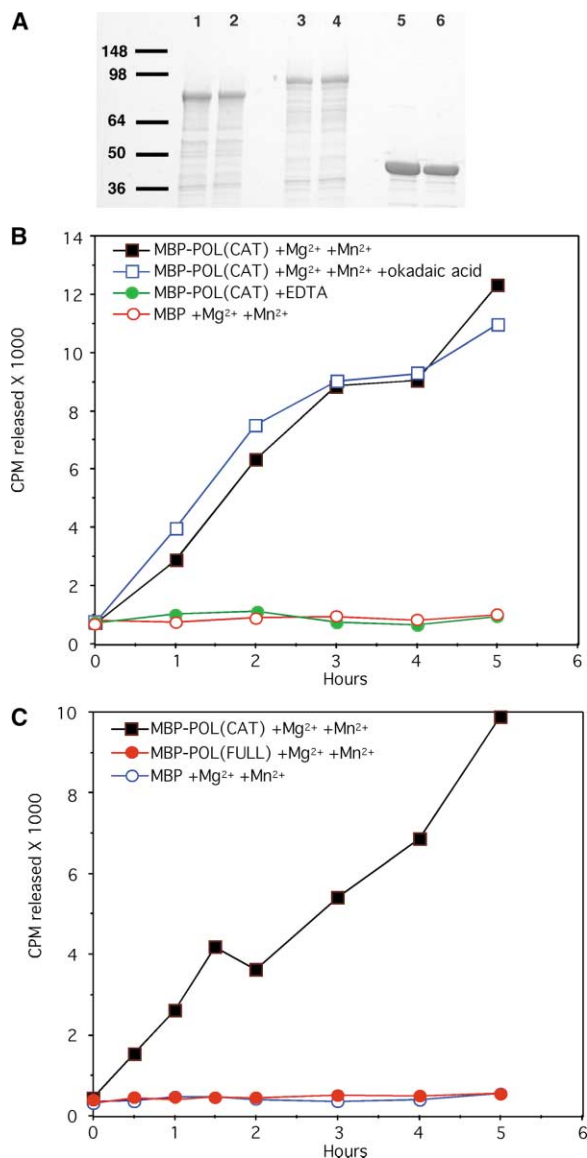 A
1 2 3 4 5 6
148
98
64
50
36
B
14
12
10
8
6
4
2
0
CPM released X 1000
MBP-POL(CAT) +Mg²⁺ +Mn²⁺
MBP-POL(CAT) +Mg²⁺ +Mn²⁺ +okadaic acid
MBP-POL(CAT) +EDTA
MBP +Mg²⁺ +Mn²⁺
0 1 2 3 4 5 6
Hours
C
10
8
6
4
2
0
CPM released X 1000
MBP-POL(CAT) +Mg²⁺ +Mn²⁺
MBP-POL(FULL) +Mg²⁺ +Mn²⁺
MBP +Mg²⁺ +Mn²⁺
0 1 2 3 4 5 6
Hours